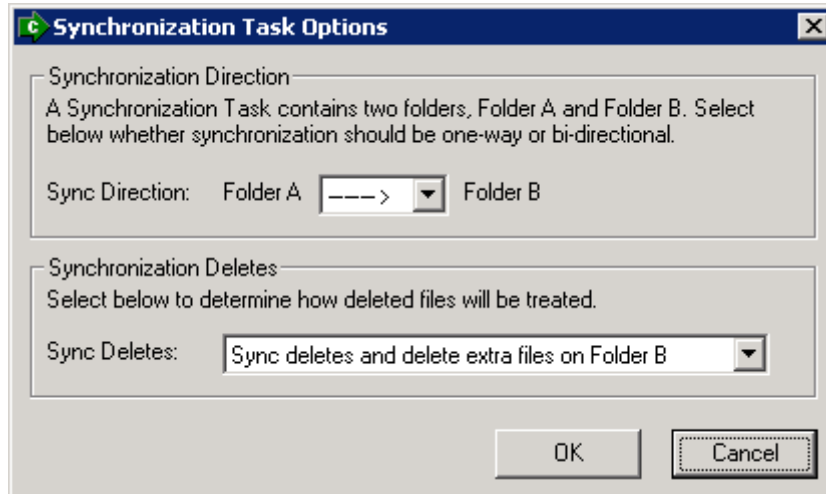 Synchronization Task Options
Synchronization Direction
A Synchronization Task contains two folders, Folder A and Folder B. Select
below whether synchronization should be one-way or bi-directional.
Sync Direction: Folder A ---> Folder B
Synchronization Deletes
Select below to determine how deleted files will be treated.
Sync Deletes: Sync deletes and delete extra files on Folder B
OK Cancel